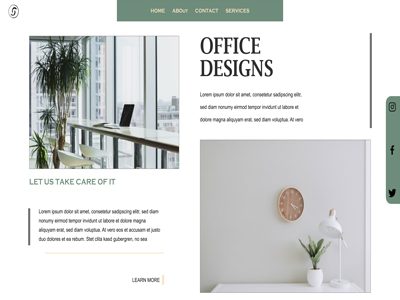 HOME ABOUT CONTACT SERVICES
OFFICE
DESIGNS
Lorem ipsum dolor sit amet, consetetur sadipscing elitr,
sed diam nonumy eirmod tempor invidunt ut labore et
dolore magna aliquyam erat, sed diam voluptua. At vero
LET US TAKE CARE OF IT
Lorem ipsum dolor sit amet, consetetur sadipscing elitr,
sed diam nonumy eirmod tempor invidunt ut labore et
dolore magna aliquyam erat, sed diam
voluptua. At vero eos et accusam et justo
duo dolores et ea rebum. Stet clita kasd gubergren, no sea
LEARN MORE